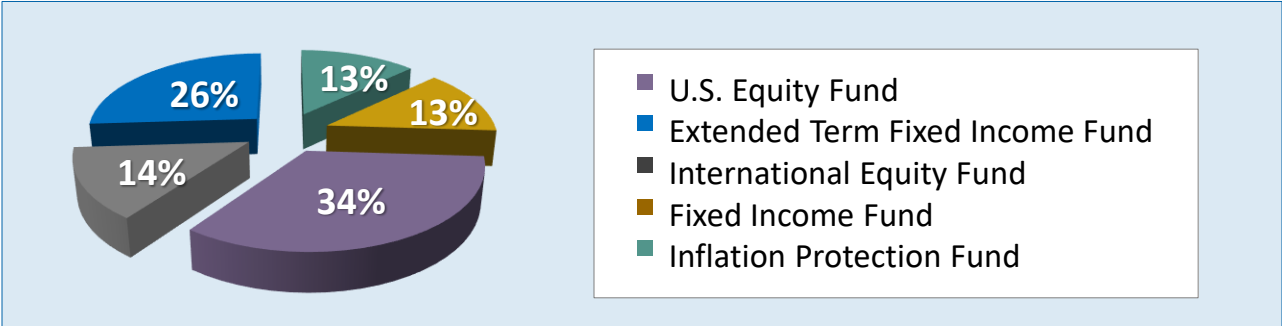 13%
26%
13%
14%
34%
U.S. Equity Fund
Extended Term Fixed Income Fund
International Equity Fund
Fixed Income Fund
Inflation Protection Fund